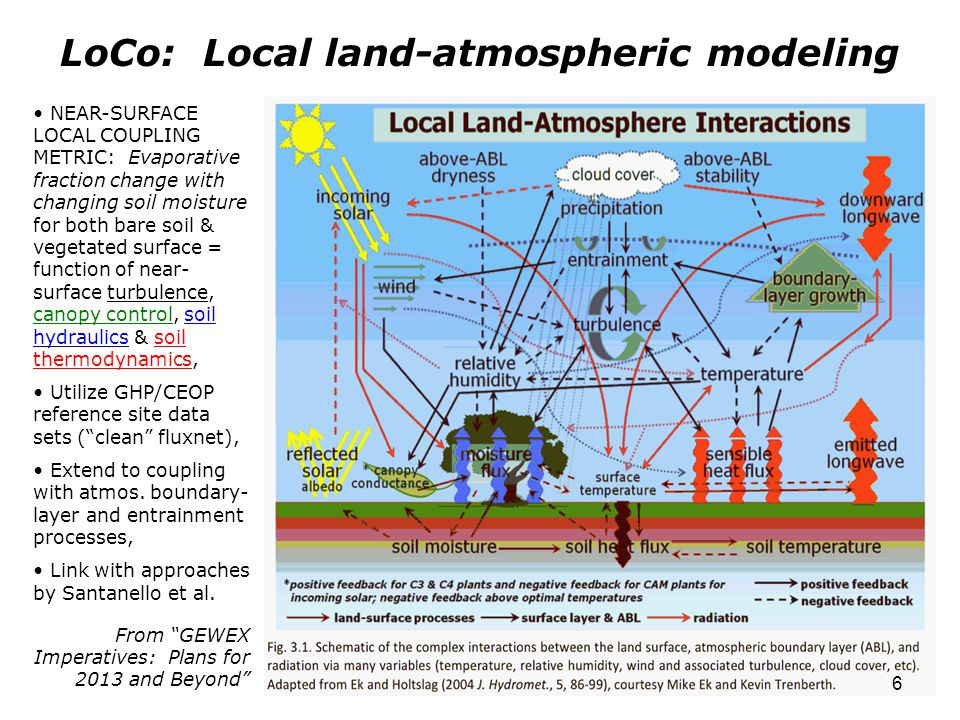 LoCo: Local land-atmospheric modeling
• NEAR-SURFACE
LOCAL COUPLING
METRIC: Evaporative
fraction change with
changing soil moisture
for both bare soil &
vegetated surface =
function of near-
surface turbulence,
canopy control, soil
hydraulics & soil
thermodynamics,
• Utilize GHP/CEOP
reference site data
sets (“clean” fluxnet),
• Extend to coupling
with atmos. boundary-
layer and entrainment
processes,
• Link with approaches
by Santanello et al.
From “GEWEX
Imperatives: Plans for
2013 and Beyond”
Local Land-Atmosphere Interactions
above-ABL
dryness
cloud cover
above-ABL
stability
incoming
solar
precipitation
downward
longwave
entrainment
wind
boundary-
layer growth
turbulence
relative
humidity
temperature
reflected
solar
albedo
* canopy
conductance
moisture
flux
surface
temperature
sensible
heat flux
emitted
longwave
soil moisture
soil heat flux
soil temperature
*positive feedback for C3 & C4 plants and negative feedback for CAM plants for
incoming solar; negative feedback above optimal temperatures
positive feedback
negative feedback
land-surface processes
surface layer & ABL
radiation
Fig. 3.1. Schematic of the complex interactions between the land surface, atmospheric boundary layer (ABL), and
radiation via many variables (temperature, relative humidity, wind and associated turbulence, cloud cover, etc).
Adapted from Ek and Holtslag (2004 J. Hydromet., 5, 86-99), courtesy Mike Ek and Kevin Trenberth.
6